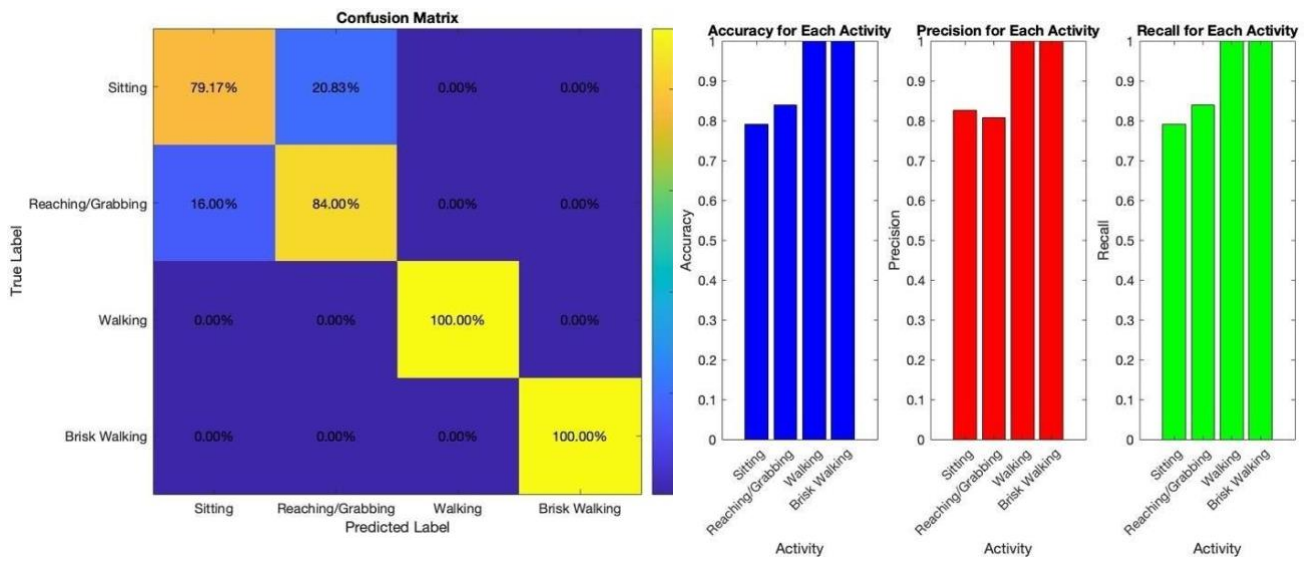 Confusion Matrix
True Label
Sitting
79.17% 20.83% 0.00% 0.00%
Reaching/Grabbing
16.00% 84.00% 0.00% 0.00%
Walking
0.00% 0.00% 100.00% 0.00%
Brisk Walking
0.00% 0.00% 0.00% 100.00%
Sitting Reaching/Grabbing Walking Brisk Walking
Predicted Label
Accuracy for Each Activity
Accuracy
1
0.9
0.8
0.7
0.6
0.5
0.4
0.3
0.2
0.1
0
Sitting
Reaching/Grabbing
Walking
Brisk Walking
Activity
Precision for Each Activity
Precision
1
0.9
0.8
0.7
0.6
0.5
0.4
0.3
0.2
0.1
0
Sitting
Reaching/Grabbing
Walking
Brisk Walking
Activity
Recall for Each Activity
Recall
1
0.9
0.8
0.7
0.6
0.5
0.4
0.3
0.2
0.1
0
Sitting
Reaching/Grabbing
Walking
Brisk Walking
Activity